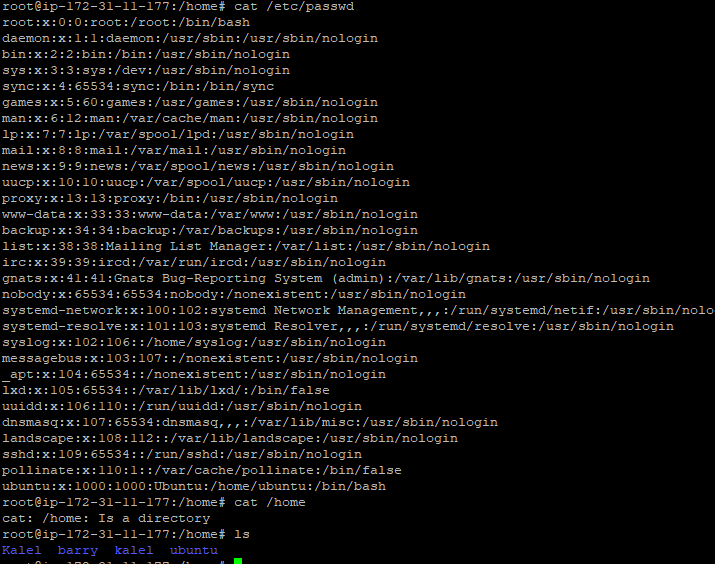 root@ip-172-31-11-177:/home# cat /etc/passwd
root:x:0:0:root:/root:/bin/bash
daemon:x:1:1:daemon:/usr/sbin:/usr/sbin/nologin
bin:x:2:2:bin:/bin:/usr/sbin/nologin
sys:x:3:3:sys:/dev:/usr/sbin/nologin
sync:x:4:65534:sync:/bin:/bin/sync
games:x:5:60:games:/usr/games:/usr/sbin/nologin
man:x:6:12:man:/var/cache/man:/usr/sbin/nologin
lp:x:7:7:lp:/var/spool/lpd:/usr/sbin/nologin
mail:x:8:8:mail:/var/mail:/usr/sbin/nologin
news:x:9:9:news:/var/spool/news:/usr/sbin/nologin
uucp:x:10:10:uucp:/var/spool/uucp:/usr/sbin/nologin
proxy:x:13:13:proxy:/bin:/usr/sbin/nologin
www-data:x:33:33:www-data:/var/www:/usr/sbin/nologin
backup:x:34:34:backup:/var/backups:/usr/sbin/nologin
list:x:38:38:Mailing List Manager:/var/list:/usr/sbin/nologin
irc:x:39:39:ircd:/var/run/ircd:/usr/sbin/nologin
gnats:x:41:41:Gnats Bug-Reporting System (admin):/var/lib/gnats:/usr/sbin/nologin
nobody:x:65534:65534:nobody:/nonexistent:/usr/sbin/nologin
systemd-network:x:100:102:systemd Network Management,,,:/run/systemd/netif:/usr/sbin/nolo
systemd-resolve:x:101:103:systemd Resolver,,,:/run/systemd/resolve:/usr/sbin/nologin
syslog:x:102:106::/home/syslog:/usr/sbin/nologin
messagebus:x:103:107::/nonexistent:/usr/sbin/nologin
_apt:x:104:65534::/nonexistent:/usr/sbin/nologin
lxd:x:105:65534::/var/lib/lxd/:/bin/false
uuidd:x:106:110::/run/uuidd:/usr/sbin/nologin
dnsmasq:x:107:65534:dnsmasq,,,:/var/lib/misc:/usr/sbin/nologin
landscape:x:108:112::/var/lib/landscape:/usr/sbin/nologin
sshd:x:109:65534::/run/sshd:/usr/sbin/nologin
pollinate:x:110:1::/var/cache/pollinate:/bin/false
ubuntu:x:1000:1000:Ubuntu:/home/ubuntu:/bin/bash
root@ip-172-31-11-177:/home# cat /home
cat: /home: Is a directory
root@ip-172-31-11-177:/home# ls
Kalel  barry  kalel  ubuntu
root@ip-172-31-11-177:/home#